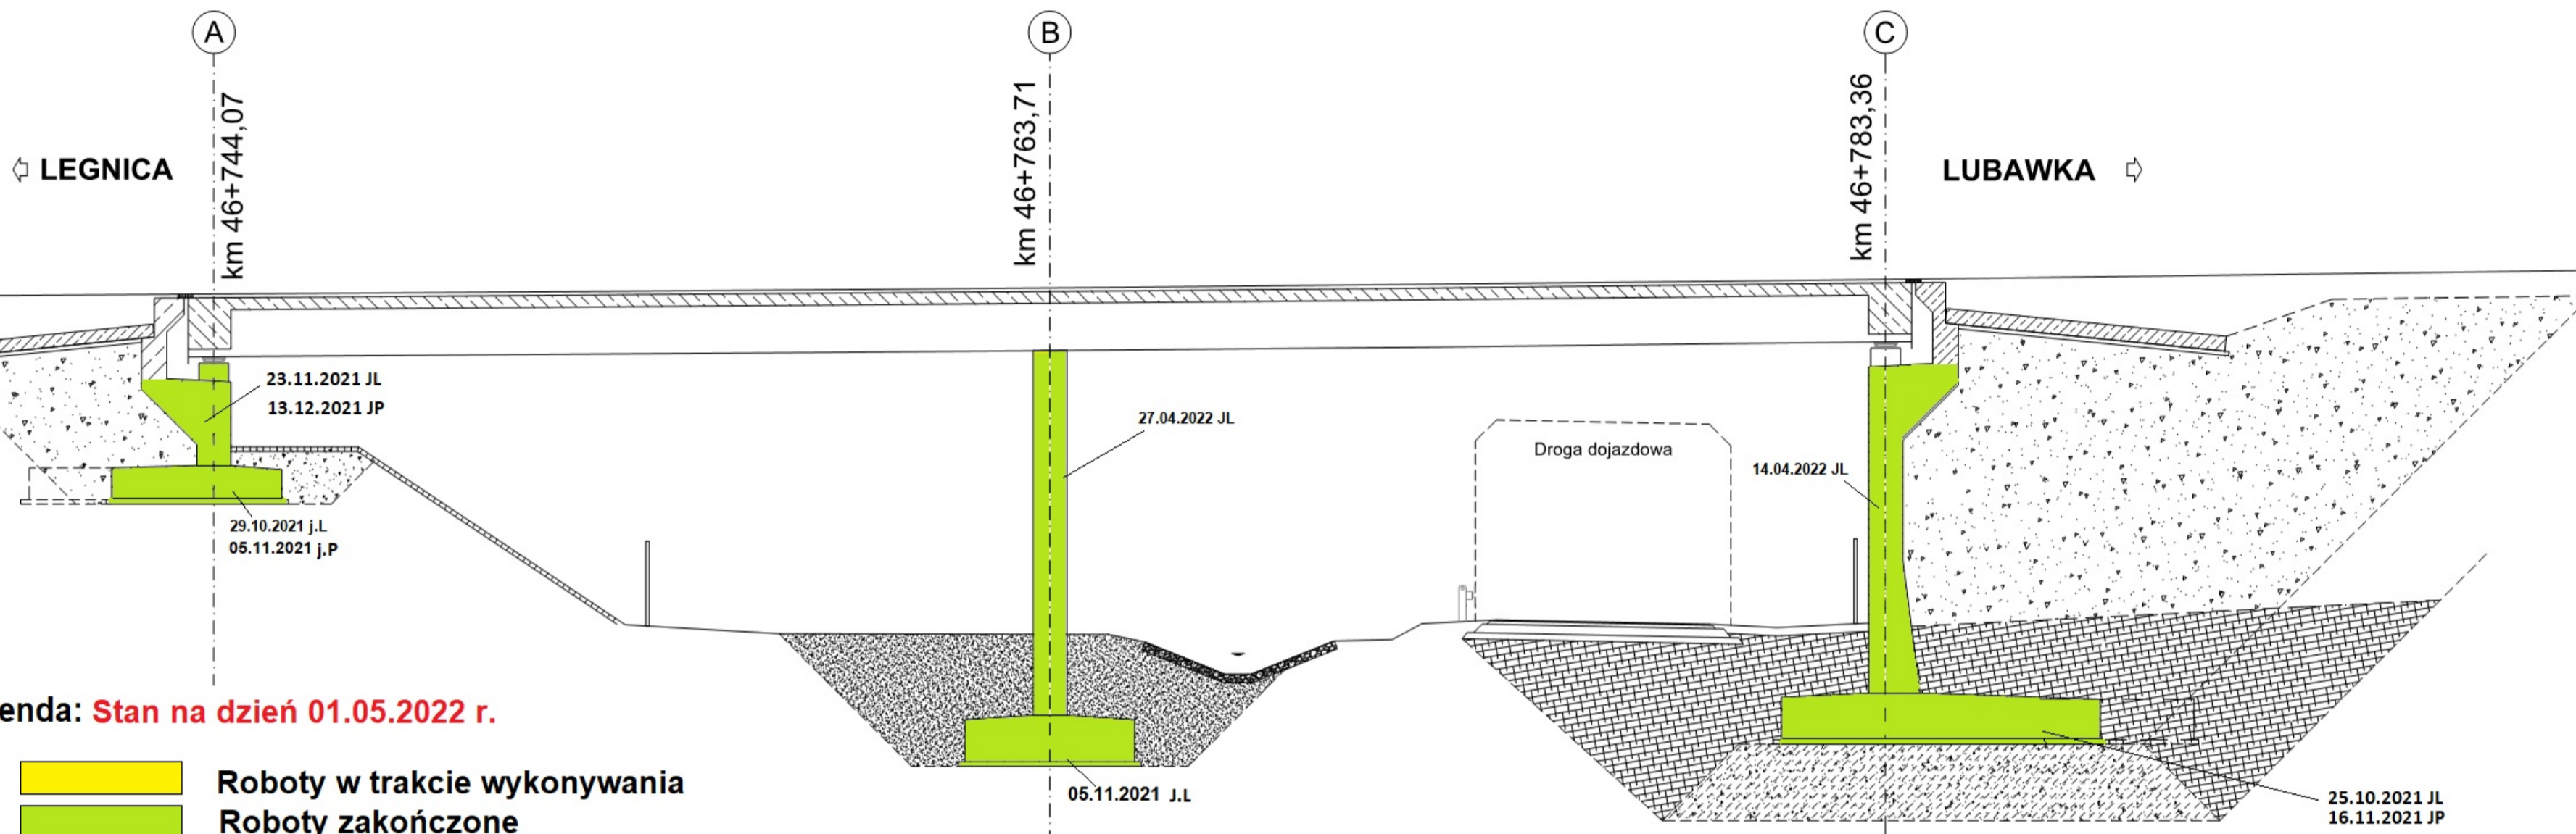 A
B
C
km 46+744,07
km 46+763,71
km 46+783,36
LEGNICA
LUBAWKA
23.11.2021 JL
13.12.2021 JP
27.04.2022 JL
Droga dojazdowa
14.04.2022 JL
29.10.2021 j.L
05.11.2021 j.P
enda: Stan na dzień 01.05.2022 r.
Roboty w trakcie wykonywania
Roboty zakończone
05.11.2021 J.L
25.10.2021 JL
16.11.2021 JP